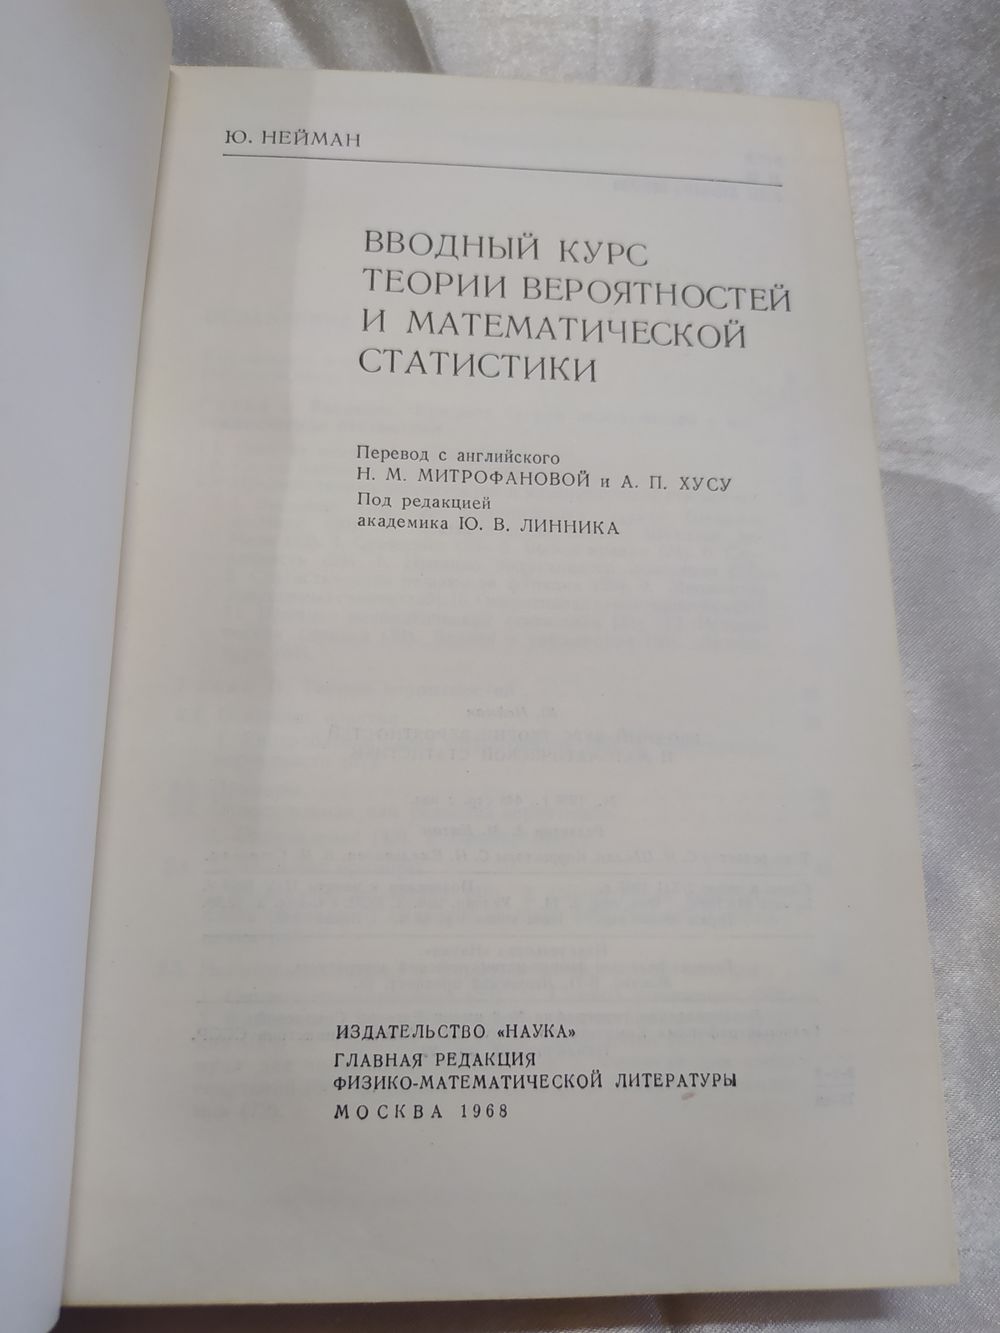 Ю. НЕЙМАН
ВВОДНЫЙ КУРС
ТЕОРИИ ВЕРОЯТНОСТЕЙ
И МАТЕМАТИЧЕСКОЙ
СТАТИСТИКИ
Перевод с английского
Н. М. МИТРОФАНОВОЙ и А. П. ХУСУ
Под редакцией
академика Ю. В. ЛИННИКА
ИЗДАТЕЛЬСТВО «НАУКА»
ГЛАВНАЯ РЕДАКЦИЯ
ФИЗИКО-МАТЕМАТИЧЕСКОЙ ЛИТЕРАТУРЫ
МОСКВА 1968